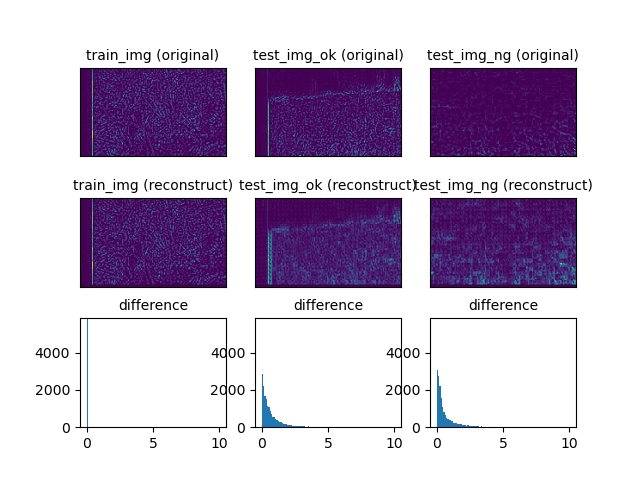 train_img (original) test_img_ok (original) test_img_ng (original)
train_img (reconstruct) test_img_ok (reconstruct) test_img_ng (reconstruct)
difference difference difference
4000 4000 4000
2000 2000 2000
0 0 0
0 5 10 0 5 10 0 5 10